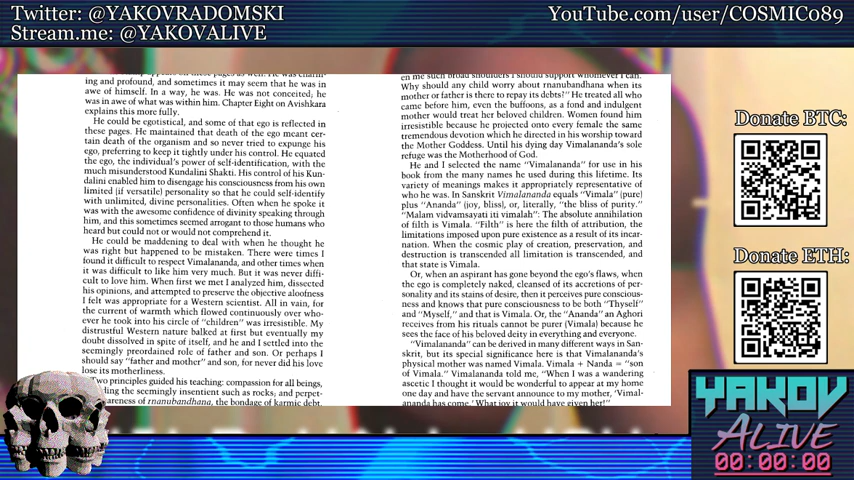 Twitter: @YAKOVRADOMSKI
Stream.me: @YAKOVALIVE
YouTube.com/user/COSMIC089
ing and profound, and sometimes it may seem that he was in
awe of himself. In a way, he was. He was not conceited; he
was in awe of what was within him. Chapter Eight on Avishkara
explains this more fully.
He could be egotistical, and some of that ego is reflected in
these pages. He maintained that death of the ego meant cer-
tain death of the organism and so never tried to expunge his
ego, preferring to keep it tightly under his control. He equated
the ego, the individual's power of self-identification, with the
much misunderstood Kundalini Shakti. His control of his Kun-
dalini enabled him to disengage his consciousness from his own
limited (if versatile) personality so that he could self-identify
with unlimited, divine personalities. Often when he spoke it
was with the awesome confidence of divinity speaking through
him, and this sometimes seemed arrogant to those humans who
heard but could not or would not comprehend it.
He could be maddening to deal with when he thought he
was right but happened to be mistaken. There were times I
found it difficult to respect Vimalananda, and other times when
it was difficult to like him very much. But it was never diffi-
cult to love him. When first we met I analyzed him, dissected
his opinions, and attempted to preserve the objective aloofness
I felt was appropriate for a Western scientist. All in vain, for
the current of warmth which flowed continuously over who-
ever he took into his circle of "children" was irresistible. My
distrustful Western nature balked at first but eventually my
doubt dissolved in spite of itself, and he and I settled into the
seemingly preordained role of father and son. Or perhaps I
should say "father and mother" and son, for never did his love
lose its motherliness.
Two principles guided his teaching: compassion for all beings,
ding the seemingly insentient such as rocks; and perpet-
areness of rnanubandhana, the bondage of karmic debt.
en me such broad shoulders I should support whomever I can.
Why should any child worry about rnanubandhana when its
mother or father is there to repay its debts?" He treated all who
came before him, even the buffoons, as a fond and indulgent
mother would treat her beloved children. Women found him
irresistible because he projected onto every female the same
tremendous devotion which he directed in his worship toward
the Mother Goddess. Until his dying day Vimalananda's sole
refuge was the Motherhood of God.
He and I selected the name "Vimalananda" for use in his
book from the many names he used during his lifetime. Its
variety of meanings makes it appropriately representative of
who he was. In Sanskrit Vimalananda equals "Vimala" (pure)
plus "Ananda" (joy, bliss), or, literally, "the bliss of purity."
"Malam vidvamsayati iti vimalah": The absolute annihilation
of filth is Vimala. "Filth" is here the filth of attribution, the
limitations imposed upon pure existence as a result of its incar-
nation. When the cosmic play of creation, preservation, and
destruction is transcended all limitation is transcended, and
that state is Vimala.
Or, when an aspirant has gone beyond the ego's flaws, when
the ego is completely naked, cleansed of its accretions of per-
sonality and its stains of desire, then it perceives pure conscious-
ness and knows that pure consciousness to be both "Thyself"
and "Myself," and that is Vimala. Or, the "Ananda" an Aghori
receives from his rituals cannot be purer (Vimala) because he
sees the face of his beloved deity in everything and everyone.
"Vimalananda" can be derived in many different ways in San-
skrit, but its special significance here is that Vimalananda's
physical mother was named Vimala. Vimala + Nanda = "son
of Vimala." Vimalananda told me, "When I was a wandering
ascetic I thought it would be wonderful to appear at my home
one day and have the servant announce to my mother, 'Vimal-
ananda has come.' What joy it would have given her!"
Donate BTC:
Donate ETH:
YAKOV
ALIVE
00:00:00